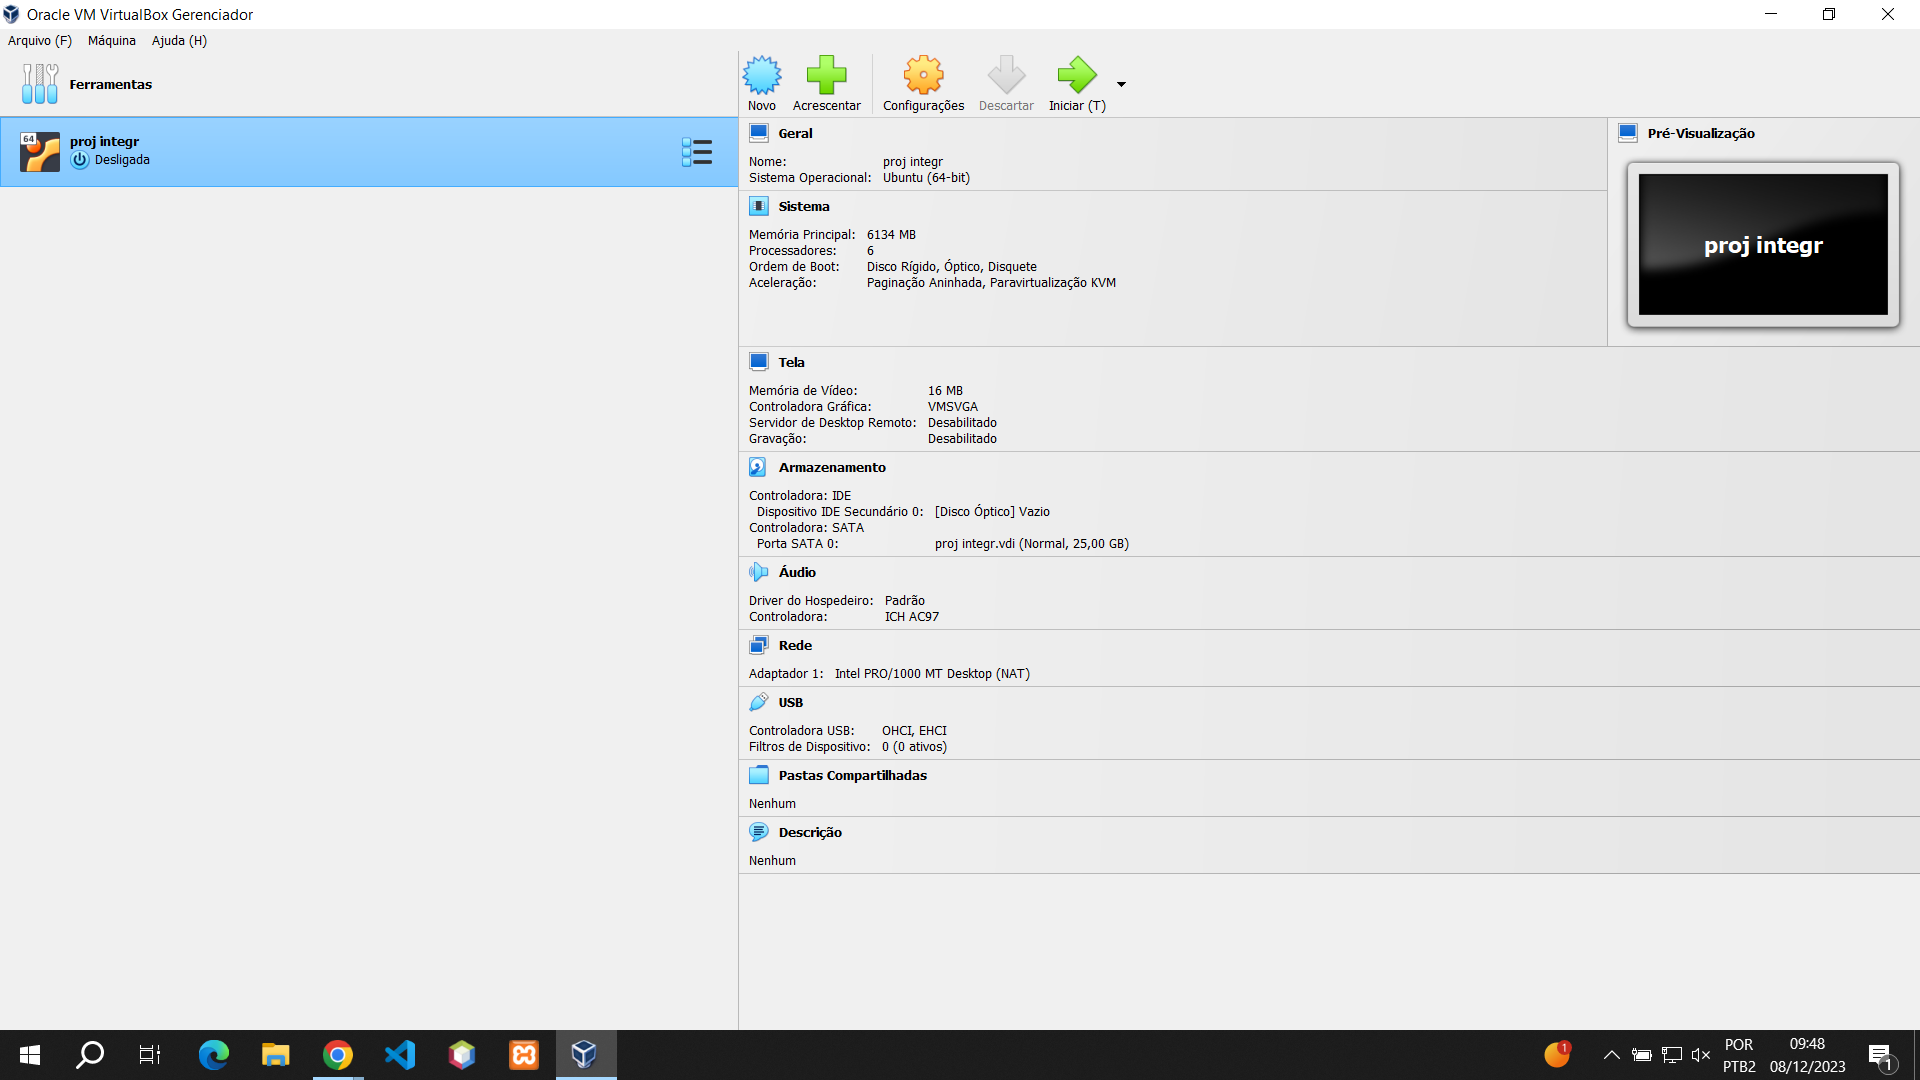 Oracle VM VirtualBox Gerenciador
Arquivo (F) Máquina Ajuda (H)
Ferramentas
Novo Acrescentar Configurações Descartar Iniciar (T)
64
proj integr
Desligada
Geral
Nome: proj integr
Sistema Operacional: Ubuntu (64-bit)
Sistema
Memória Principal: 6134 MB
Processadores: 6
Ordem de Boot: Disco Rígido, Óptico, Disquete
Aceleração: Paginação Aninhada, Paravirtualização KVM
Pré-Visualização
proj integr
Tela
Memória de Vídeo: 16 MB
Controladora Gráfica: VMSVGA
Servidor de Desktop Remoto: Desabilitado
Gravação: Desabilitado
Armazenamento
Controladora: IDE
Dispositivo IDE Secundário 0: [Disco Óptico] Vazio
Controladora: SATA
Porta SATA 0: proj integr.vdi (Normal, 25,00 GB)
Áudio
Driver do Hospedeiro: Padrão
Controladora: ICH AC97
Rede
Adaptador 1: Intel PRO/1000 MT Desktop (NAT)
USB
Controladora USB: OHCI, EHCI
Filtros de Dispositivo: 0 (0 ativos)
Pastas Compartilhadas
Nenhum
Descrição
Nenhum
1
POR
PTB2
09:48
08/12/2023
1